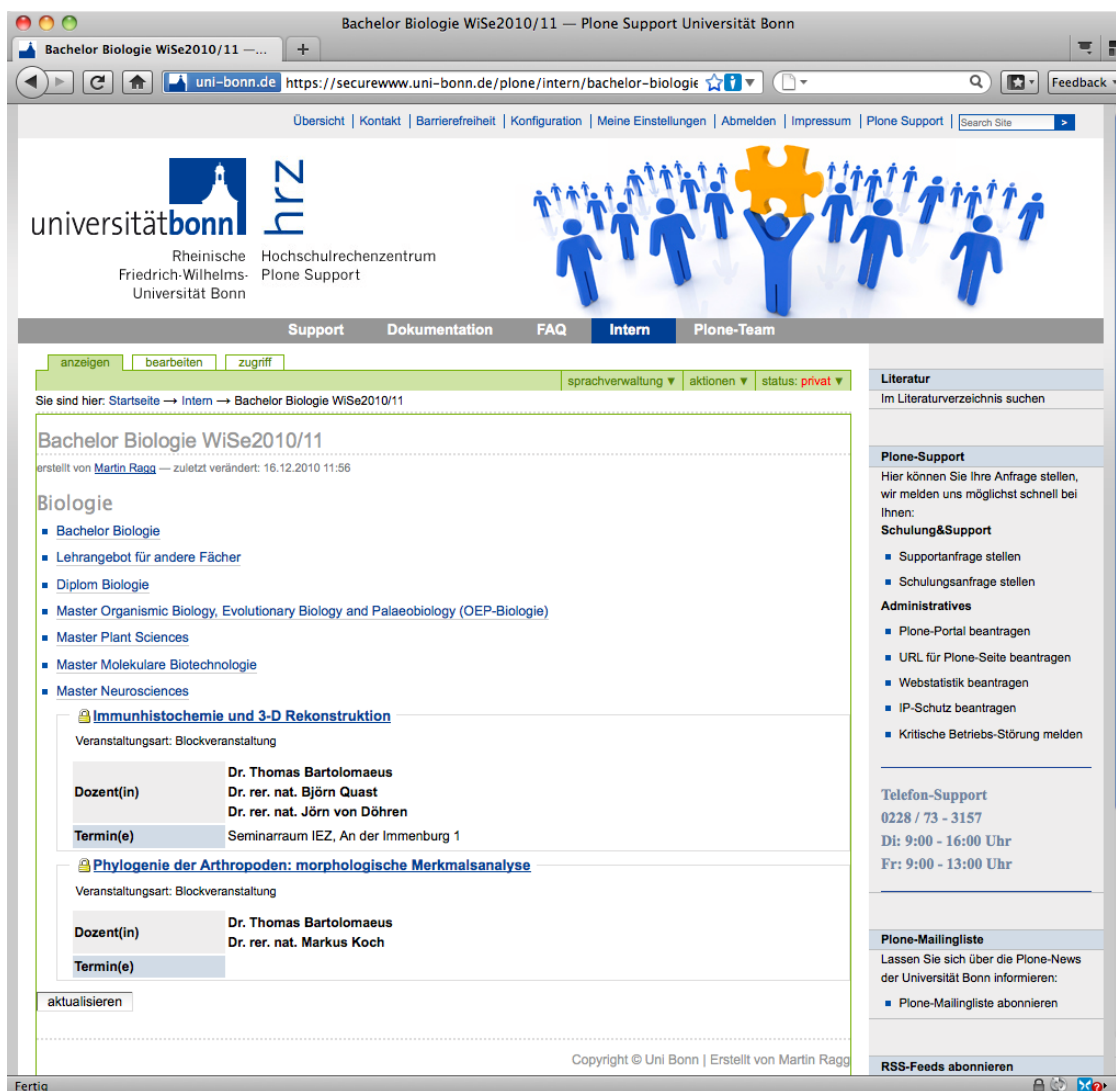 Bachelor Biologie WiSe2010/11 — Plone Support Universität Bonn
Bachelor Biologie WiSe2010/11 —...
uni-bonn.de https://securewww.uni-bonn.de/plone/intern/bachelor-biologie
Feedback
Übersicht | Kontakt | Barrierefreiheit | Konfiguration | Meine Einstellungen | Abmelden | Impressum | Plone Support | Search Site
universitätbonn
hrz
Rheinische
Friedrich-Wilhelms-
Universität Bonn
Hochschulrechenzentrum
Plone Support
Support Dokumentation FAQ Intern Plone-Team
anzeigen bearbeiten zugriff
sprachverwaltung ▼ aktionen ▼ status: privat ▼
Sie sind hier: Startseite → Intern → Bachelor Biologie WiSe2010/11
Bachelor Biologie WiSe2010/11
erstellt von Martin Ragg — zuletzt verändert: 16.12.2010 11:56
Biologie
Bachelor Biologie
Lehrangebot für andere Fächer
Diplom Biologie
Master Organismic Biology, Evolutionary Biology and Palaeobiology (OEP-Biologie)
Master Plant Sciences
Master Molekulare Biotechnologie
Master Neurosciences
Immunhistochemie und 3-D Rekonstruktion
Veranstaltungsart: Blockveranstaltung
Dozent(in)
Dr. Thomas Bartolomaeus
Dr. rer. nat. Björn Quast
Dr. rer. nat. Jörn von Döhren
Termin(e) Seminarraum IEZ, An der Immenburg 1
Phylogenie der Arthropoden: morphologische Merkmalsanalyse
Veranstaltungsart: Blockveranstaltung
Dozent(in)
Dr. Thomas Bartolomaeus
Dr. rer. nat. Markus Koch
Termin(e)
aktualisieren
Copyright © Uni Bonn | Erstellt von Martin Ragg
Literatur
Im Literaturverzeichnis suchen
Plone-Support
Hier können Sie Ihre Anfrage stellen,
wir melden uns möglichst schnell bei
Ihnen:
Schulung&Support
Supportanfrage stellen
Schulungsanfrage stellen
Administratives
Plone-Portal beantragen
URL für Plone-Seite beantragen
Webstatistik beantragen
IP-Schutz beantragen
Kritische Betriebs-Störung melden
Telefon-Support
0228 / 73 - 3157
Di: 9:00 - 16:00 Uhr
Fr: 9:00 - 13:00 Uhr
Plone-Mailingliste
Lassen Sie sich über die Plone-News
der Universität Bonn informieren:
Plone-Mailingliste abonnieren
RSS-Feeds abonnieren
Fertig